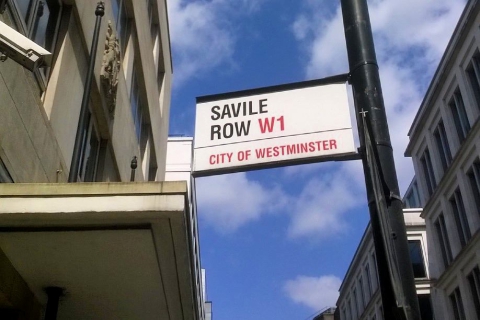 SAVILE
ROW W1
CITY OF WESTMINSTER